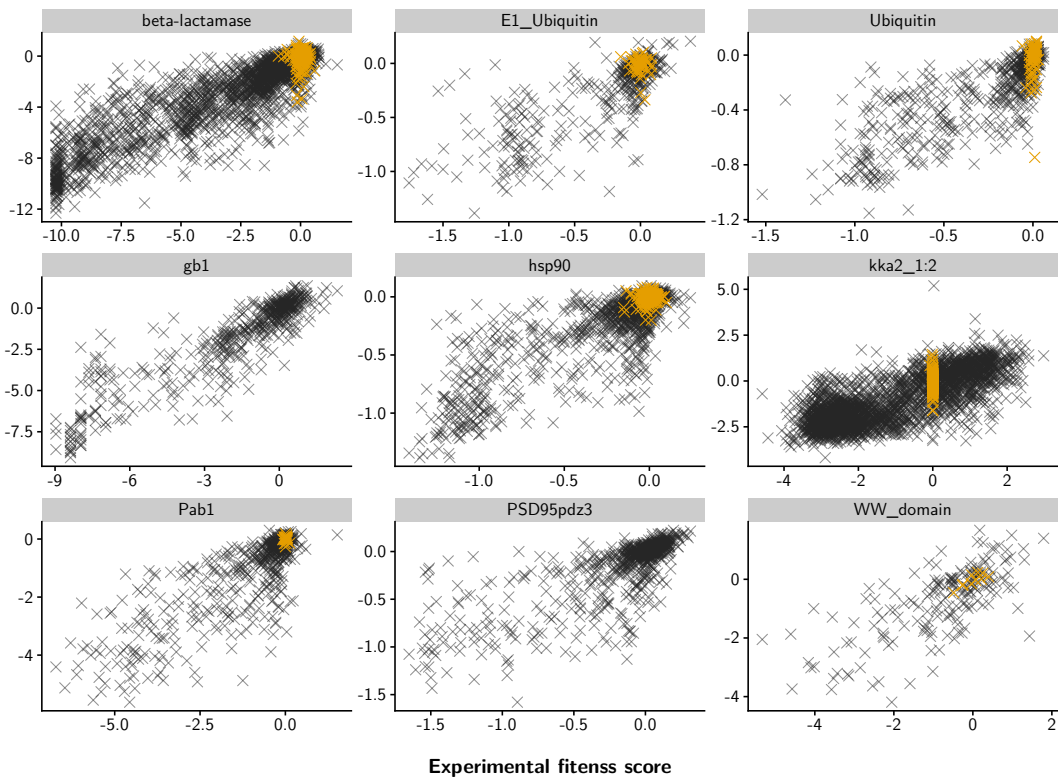 beta-lactamase E1_Ubiquitin Ubiquitin
0 0.0 0.0
-4 -0.5 -0.4
-8 -1.0 -0.8
-12 -1.2
-10.0 -7.5 -5.0 -2.5 0.0 -1.5 -1.0 -0.5 0.0 -1.5 -1.0 -0.5 0.0
gb1 hsp90 kka2_1:2
0.0 0.0 5.0
-2.5 -0.5 2.5
-5.0 -1.0 0.0
-7.5 -2.5
-9 -6 -3 0 -1.0 -0.5 0.0 -4 -2 0 2
Pab1 PSD95pdz3 WW_domain
0 0.0 0
-2 -0.5 -2
-4 -1.0 -4
-1.5
-5.0 -2.5 0.0 -1.5 -1.0 -0.5 0.0 -4 -2 0 2
Experimental fitenss score